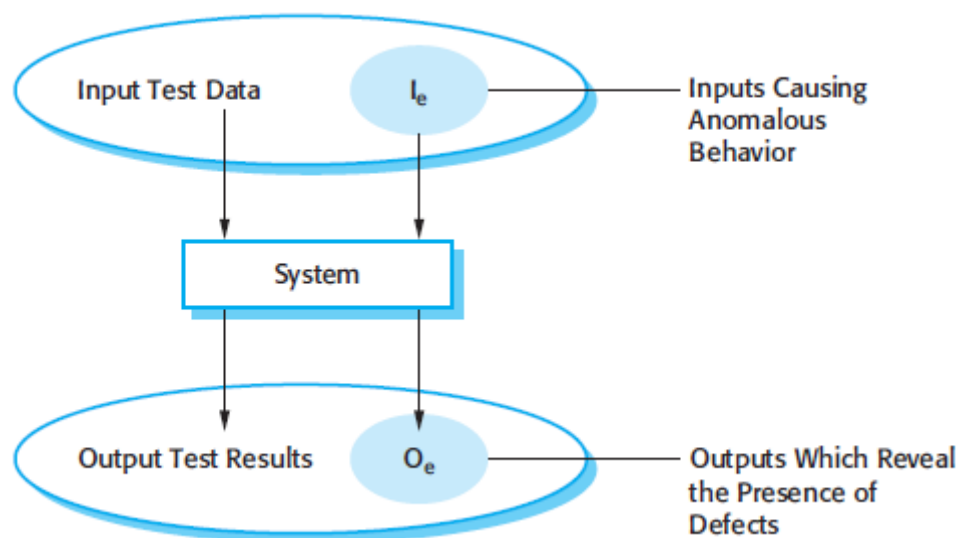 Input Test Data
Iₑ
Inputs Causing
Anomalous
Behavior
System
Output Test Results
Oₑ
Outputs Which Reveal
the Presence of
Defects